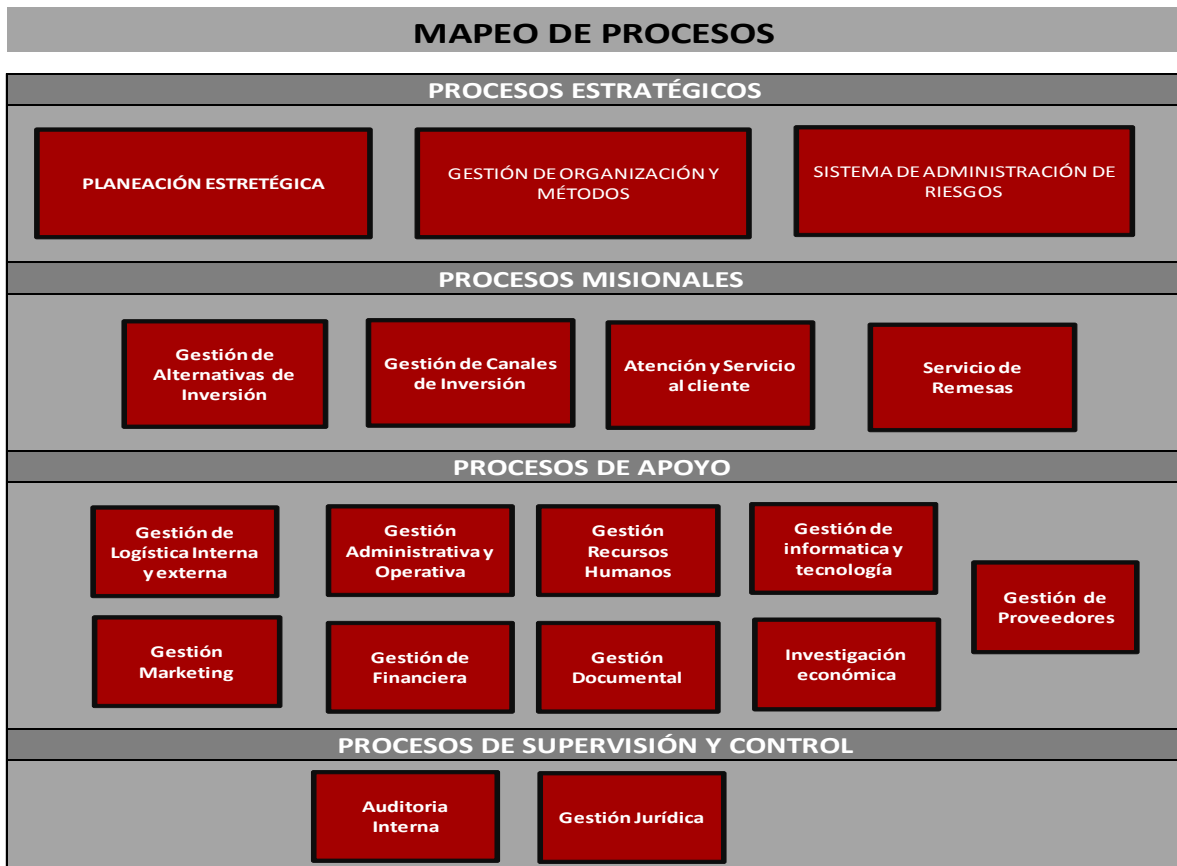 MAPEO DE PROCESOS
PROCESOS ESTRATÉGICOS
PLANEACIÓN ESTRETÉGICA
GESTIÓN DE ORGANIZACIÓN Y
MÉTODOS
SISTEMA DE ADMINISTRACIÓN DE
RIESGOS
PROCESOS MISIONALES
Gestión de
Alternativas de
Inversión
Gestión de Canales
de Inversión
Atención y Servicio
al cliente
Servicio de
Remesas
PROCESOS DE APOYO
Gestión de
Logística Interna
y externa
Gestión
Administrativa y
Operativa
Gestión
Recursos
Humanos
Gestión de
informatica y
tecnología
Gestión de
Proveedores
Gestión
Marketing
Gestión de
Financiera
Gestión
Documental
Investigación
económica
PROCESOS DE SUPERVISIÓN Y CONTROL
Auditoria
Interna
Gestión Jurídica